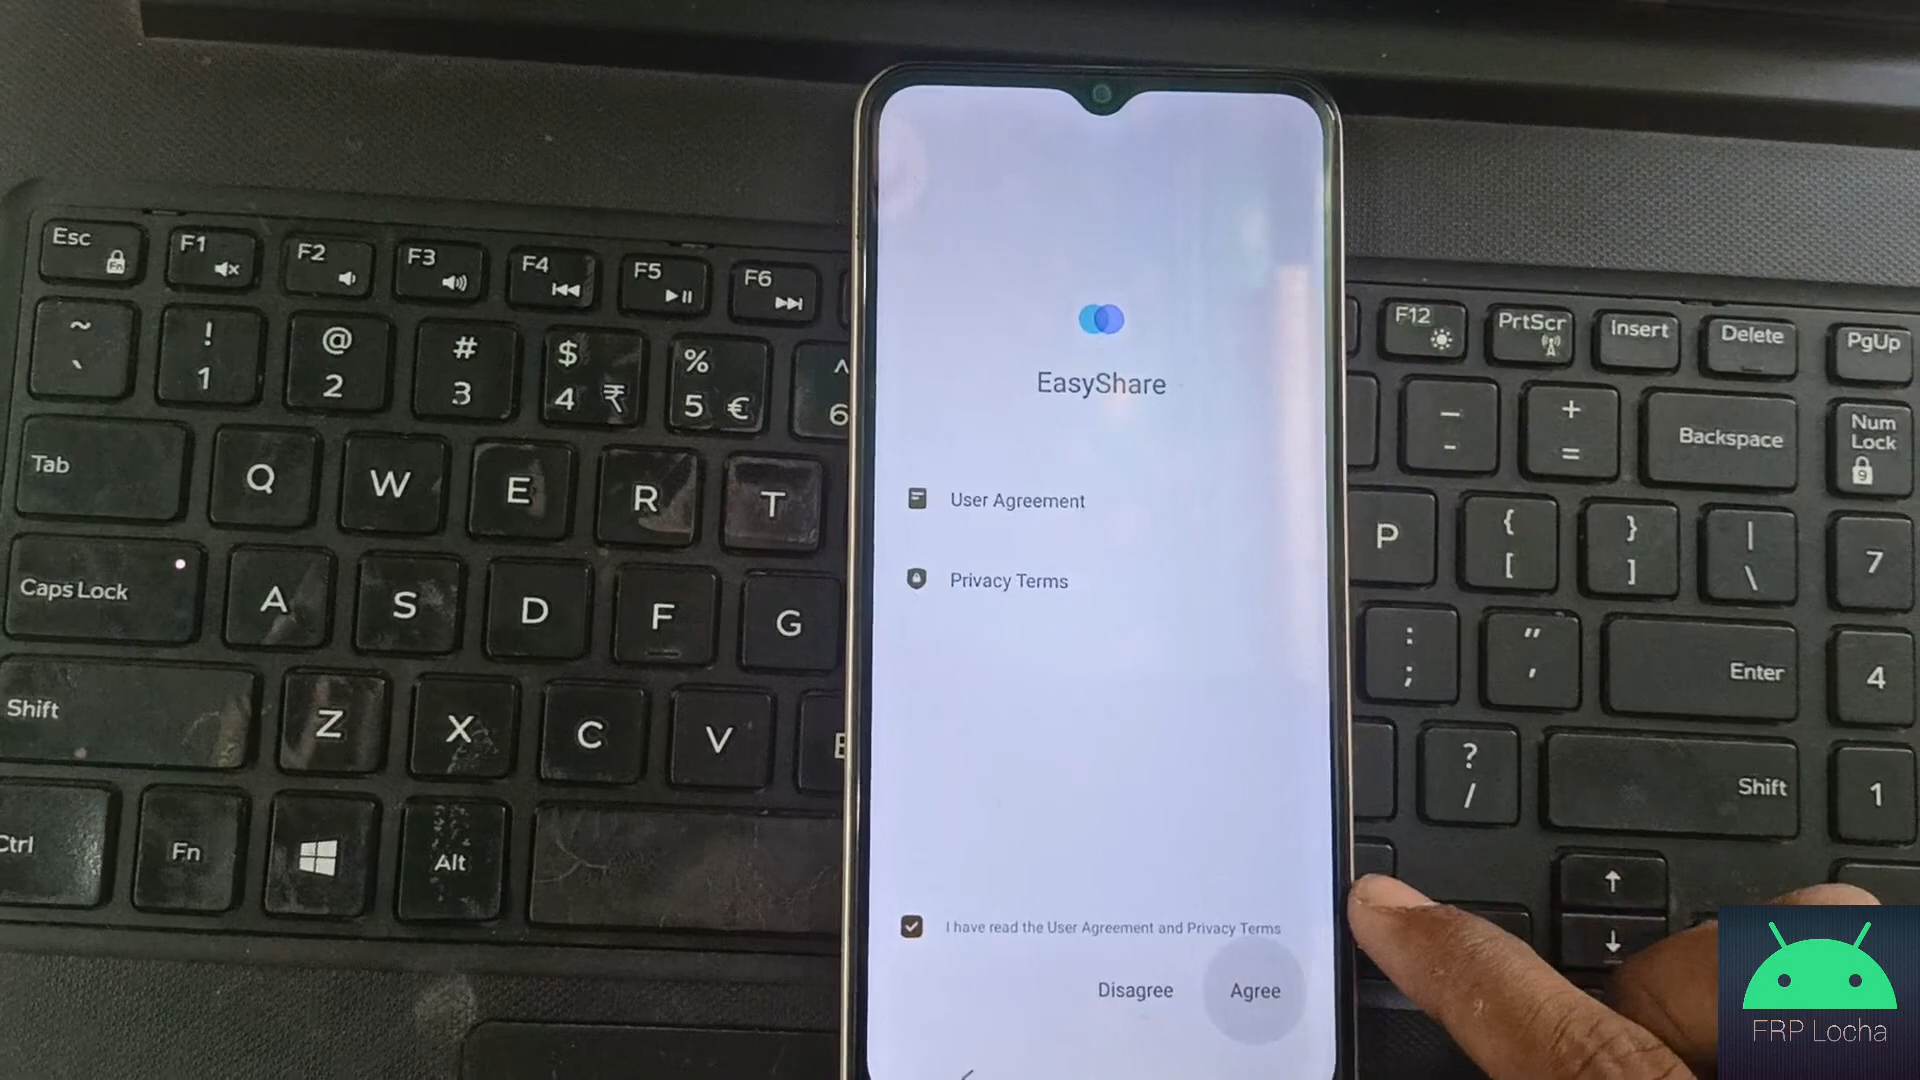 EasyShare
User Agreement
Privacy Terms
I have read the User Agreement and Privacy Terms
Disagree Agree
Esc F1 F2 F3 F4 F5 F6
F12 PrtScr Insert Delete PgUp
~ ` ! 1 @ 2 # 3 $ 4 ₹ % 5 € ^ 6
_ - + = Backspace Num Lock
Tab Q W E R T
P { [ } ] | \ 7
Caps Lock A S D F G
: ; " ' Enter 4
Shift Z X C V
? / Shift 1
Ctrl Fn Alt
↑
↓
FRP Locha